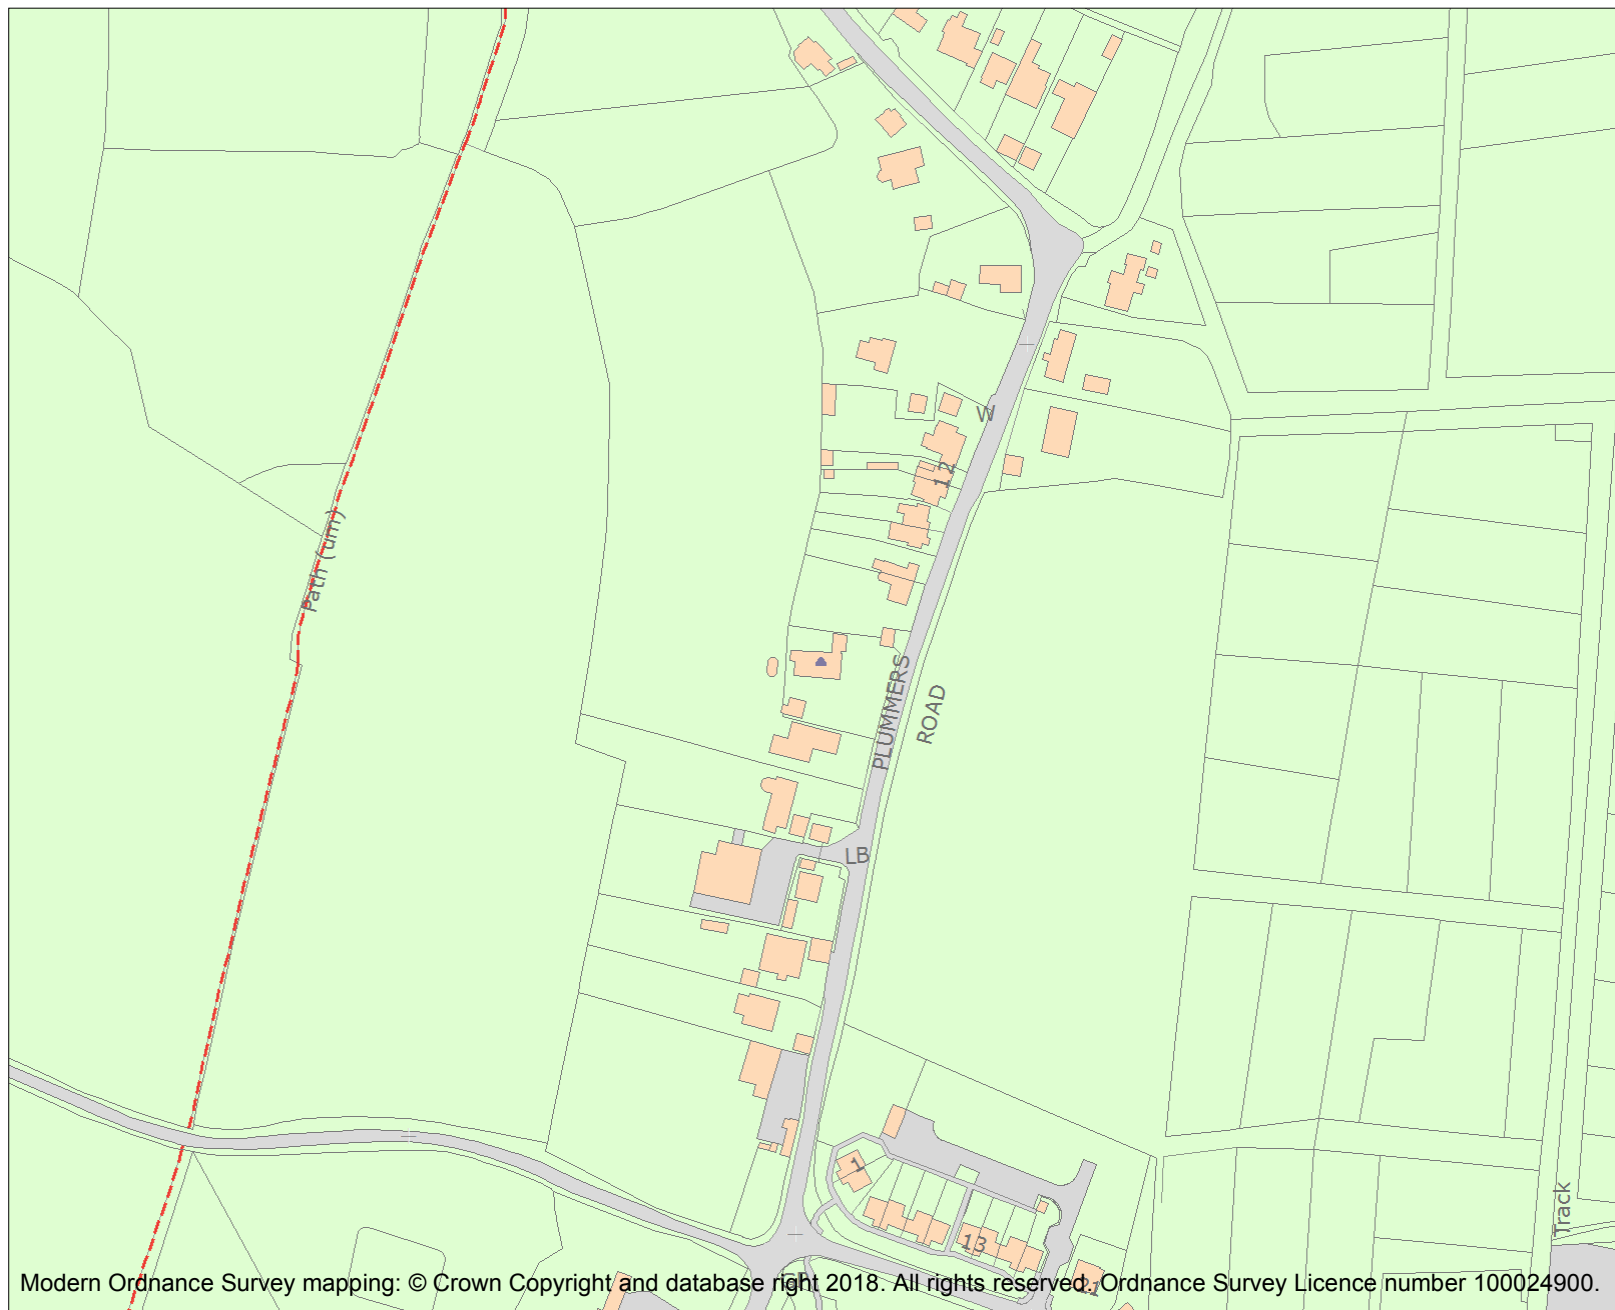 W
12
Path (um)
PLUMMERS
ROAD
LB
1
Track
13
21
Modern Ordnance Survey mapping: © Crown Copyright and database right 2018. All rights reserved. Ordnance Survey Licence number 100024900.